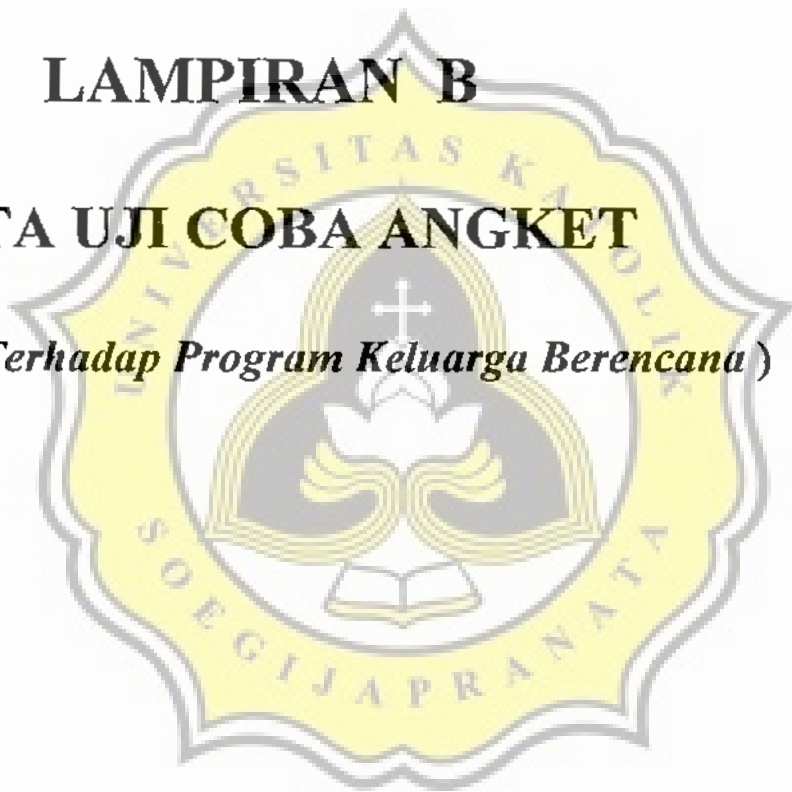 LAMPIRAN B
TA UJI COBA ANGKET
Terhadap Program Keluarga Berencana )
UNIVERSITAS KATOLIK
SOEGIJAPRANATA